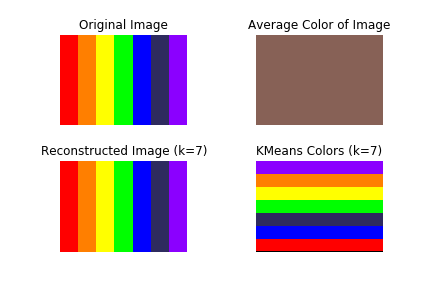 Original Image
Average Color of Image
Reconstructed Image (k=7)
KMeans Colors (k=7)